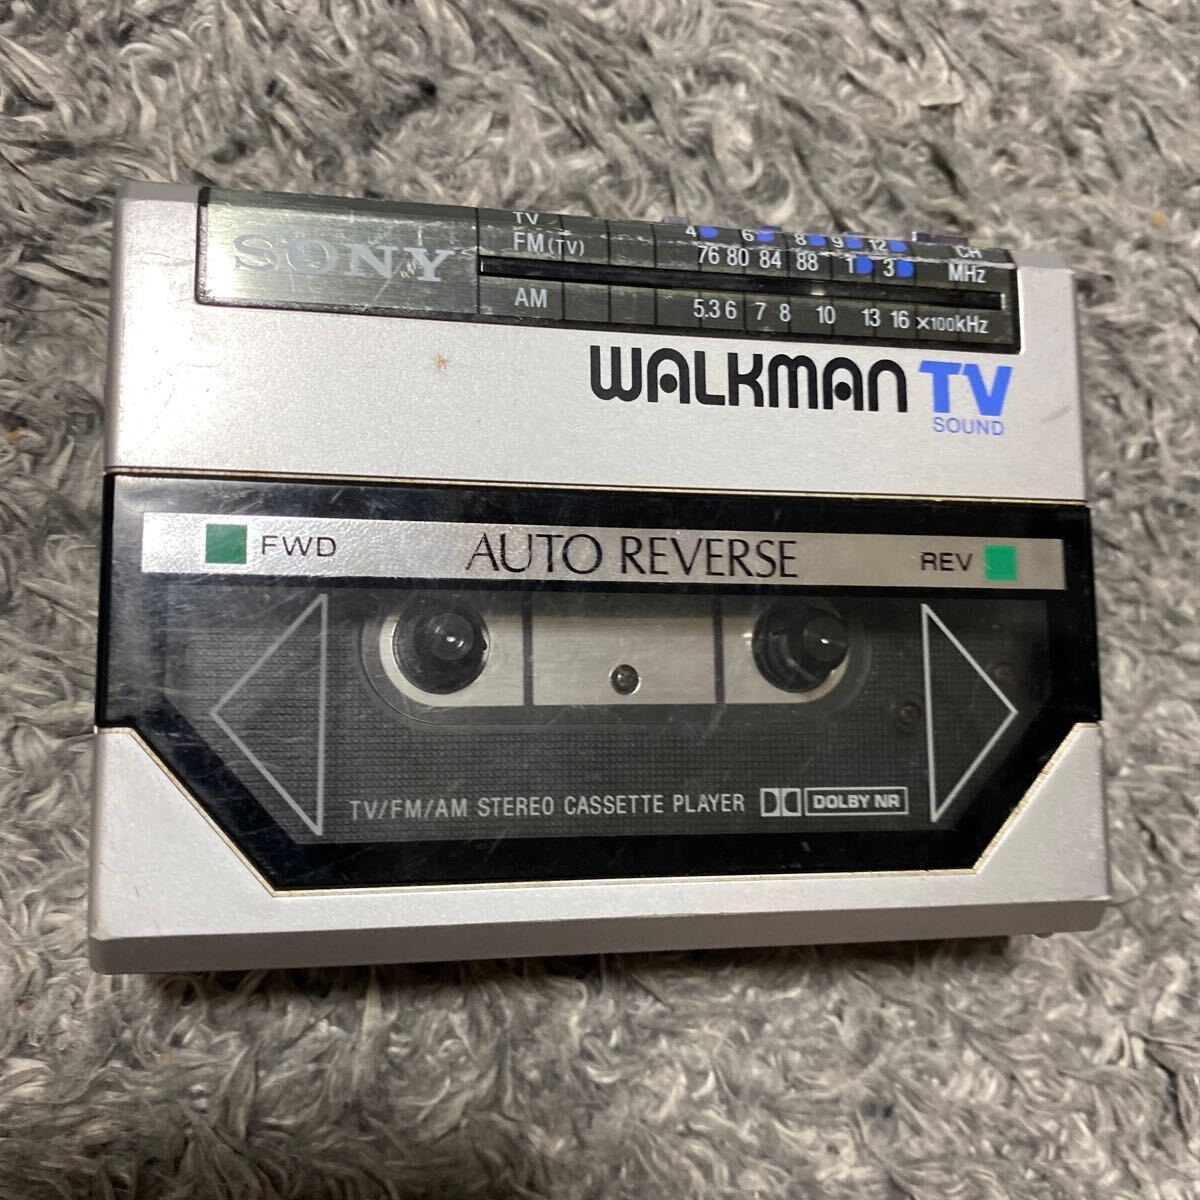 SONY
TV 4 6 8 9 12 CH
FM (TV) 76 80 84 88 1 3 MHz
AM 5.3 6 7 8 10 13 16 ×100kHz
WALKMAN TV
SOUND
FWD AUTO REVERSE REV
TV/FM/AM STEREO CASSETTE PLAYER DOLBY NR